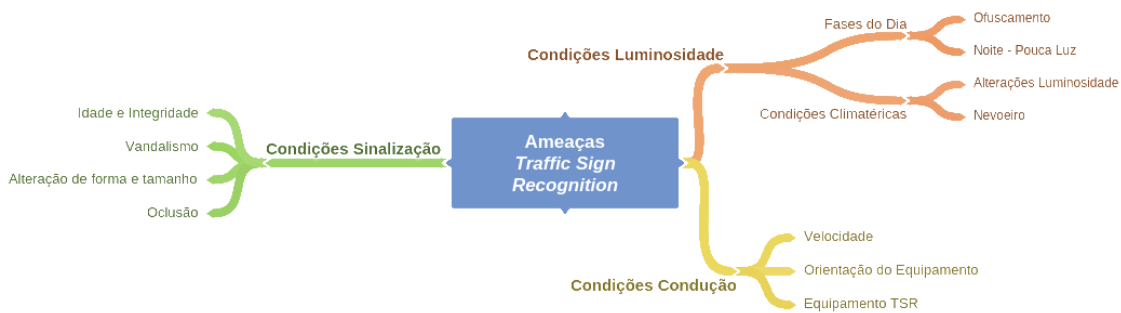 Ameaças
Traffic Sign
Recognition
Condições Luminosidade
Fases do Dia
Ofuscamento
Noite - Pouca Luz
Condições Climatéricas
Alterações Luminosidade
Nevoeiro
Condições Sinalização
Idade e Integridade
Vandalismo
Alteração de forma e tamanho
Oclusão
Condições Condução
Velocidade
Orientação do Equipamento
Equipamento TSR